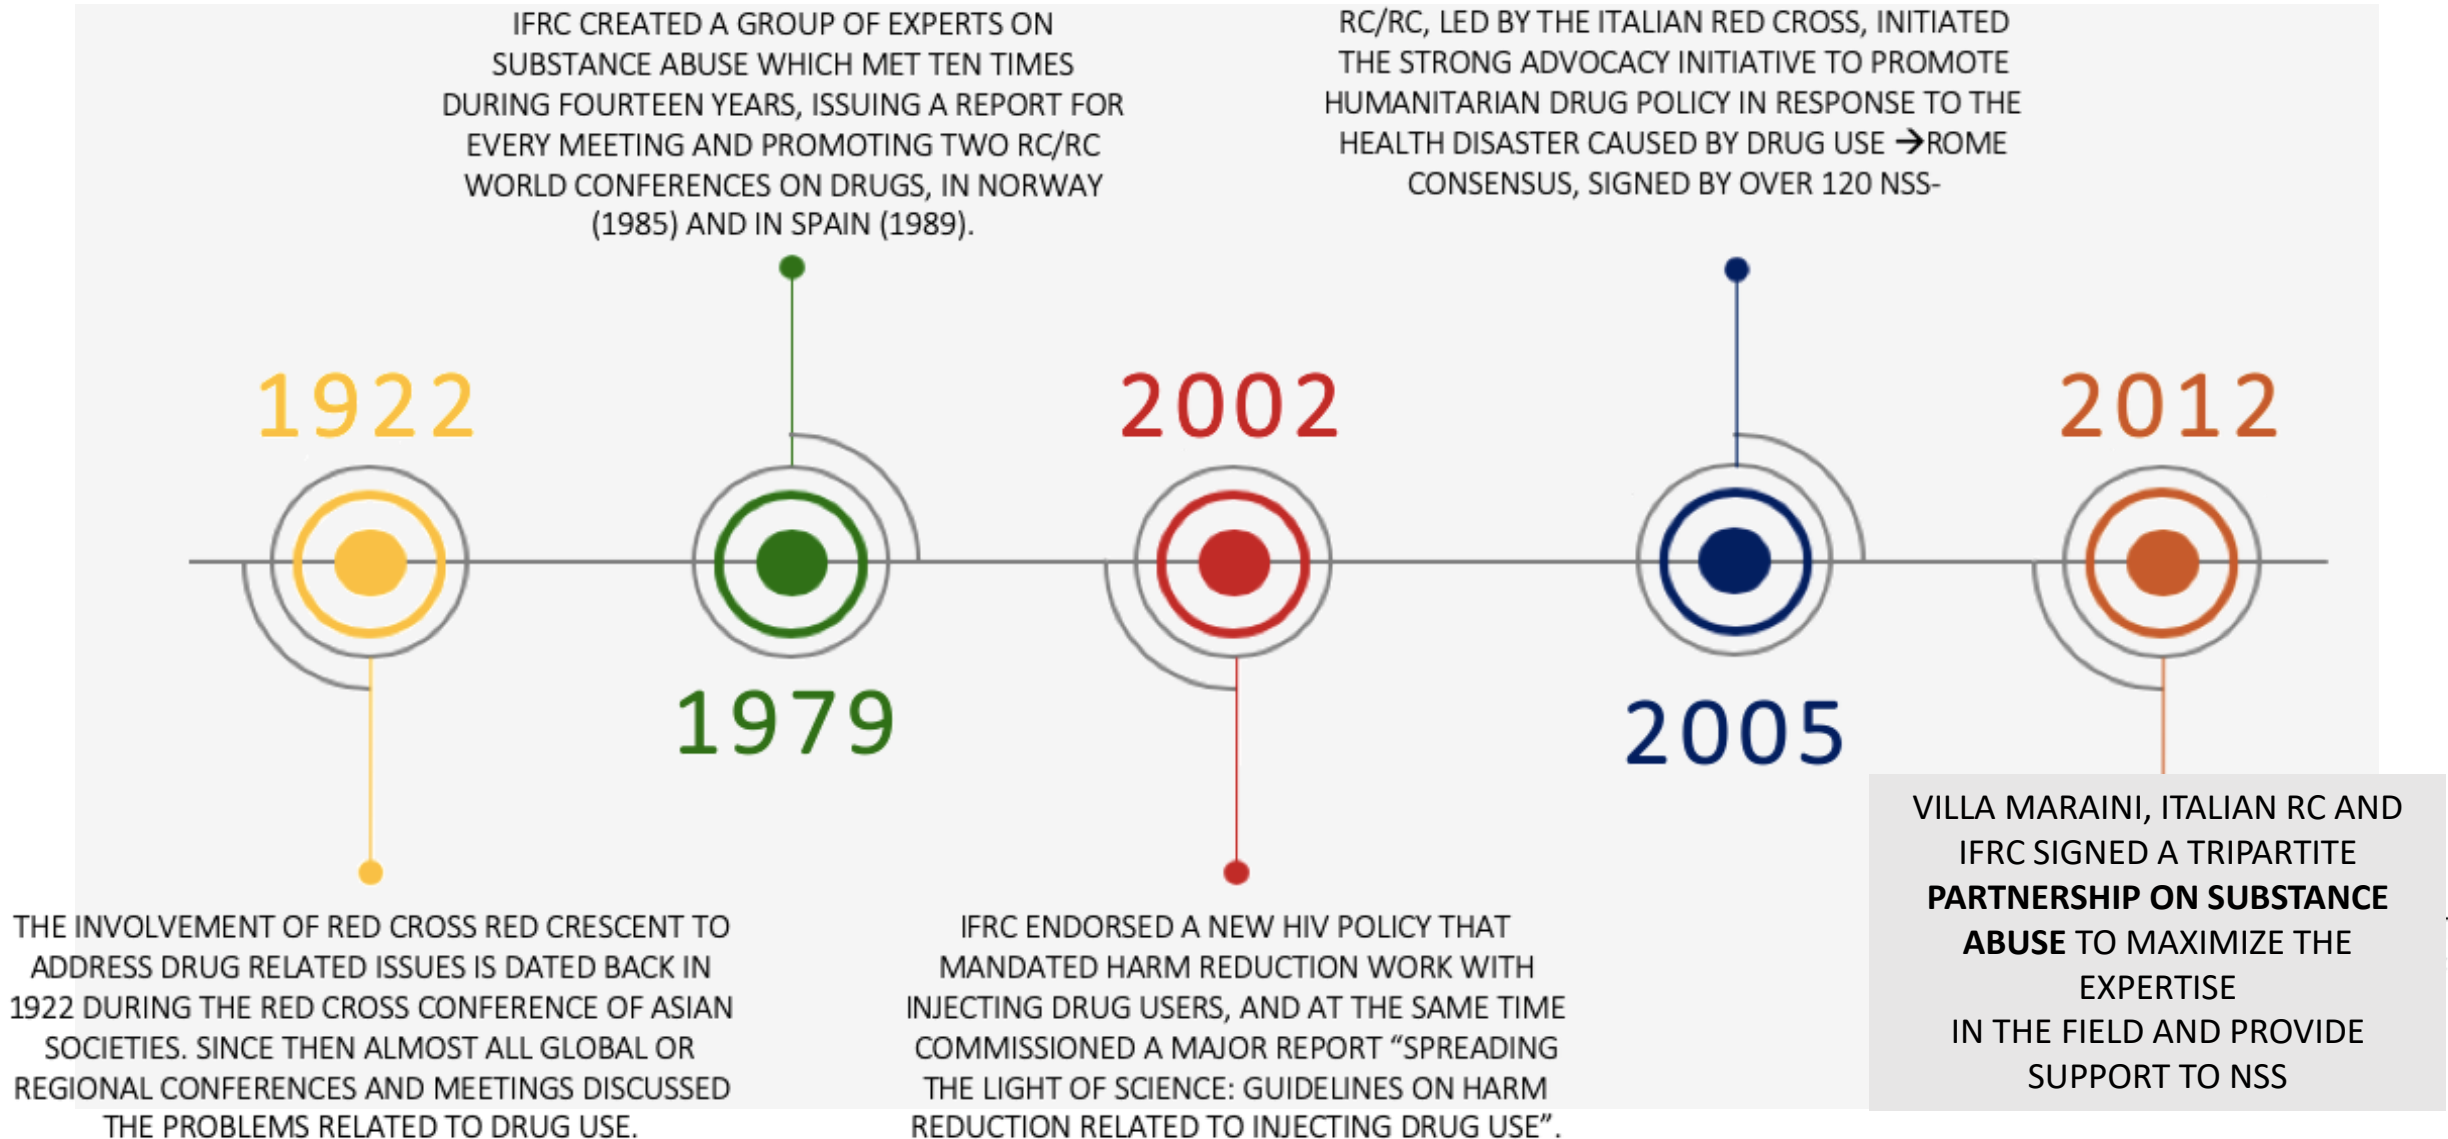 IFRC CREATED A GROUP OF EXPERTS ON
SUBSTANCE ABUSE WHICH MET TEN TIMES
DURING FOURTEEN YEARS, ISSUING A REPORT FOR
EVERY MEETING AND PROMOTING TWO RC/RC
WORLD CONFERENCES ON DRUGS, IN NORWAY
(1985) AND IN SPAIN (1989).
RC/RC, LED BY THE ITALIAN RED CROSS, INITIATED
THE STRONG ADVOCACY INITIATIVE TO PROMOTE
HUMANITARIAN DRUG POLICY IN RESPONSE TO THE
HEALTH DISASTER CAUSED BY DRUG USE →ROME
CONSENSUS, SIGNED BY OVER 120 NSS-
1922
2002
2012
1979
2005
THE INVOLVEMENT OF RED CROSS RED CRESCENT TO
ADDRESS DRUG RELATED ISSUES IS DATED BACK IN
1922 DURING THE RED CROSS CONFERENCE OF ASIAN
SOCIETIES. SINCE THEN ALMOST ALL GLOBAL OR
REGIONAL CONFERENCES AND MEETINGS DISCUSSED
THE PROBLEMS RELATED TO DRUG USE.
IFRC ENDORSED A NEW HIV POLICY THAT
MANDATED HARM REDUCTION WORK WITH
INJECTING DRUG USERS, AND AT THE SAME TIME
COMMISSIONED A MAJOR REPORT “SPREADING
THE LIGHT OF SCIENCE: GUIDELINES ON HARM
REDUCTION RELATED TO INJECTING DRUG USE”.
VILLA MARAINI, ITALIAN RC AND
IFRC SIGNED A TRIPARTITE
PARTNERSHIP ON SUBSTANCE
ABUSE TO MAXIMIZE THE
EXPERTISE
IN THE FIELD AND PROVIDE
SUPPORT TO NSS